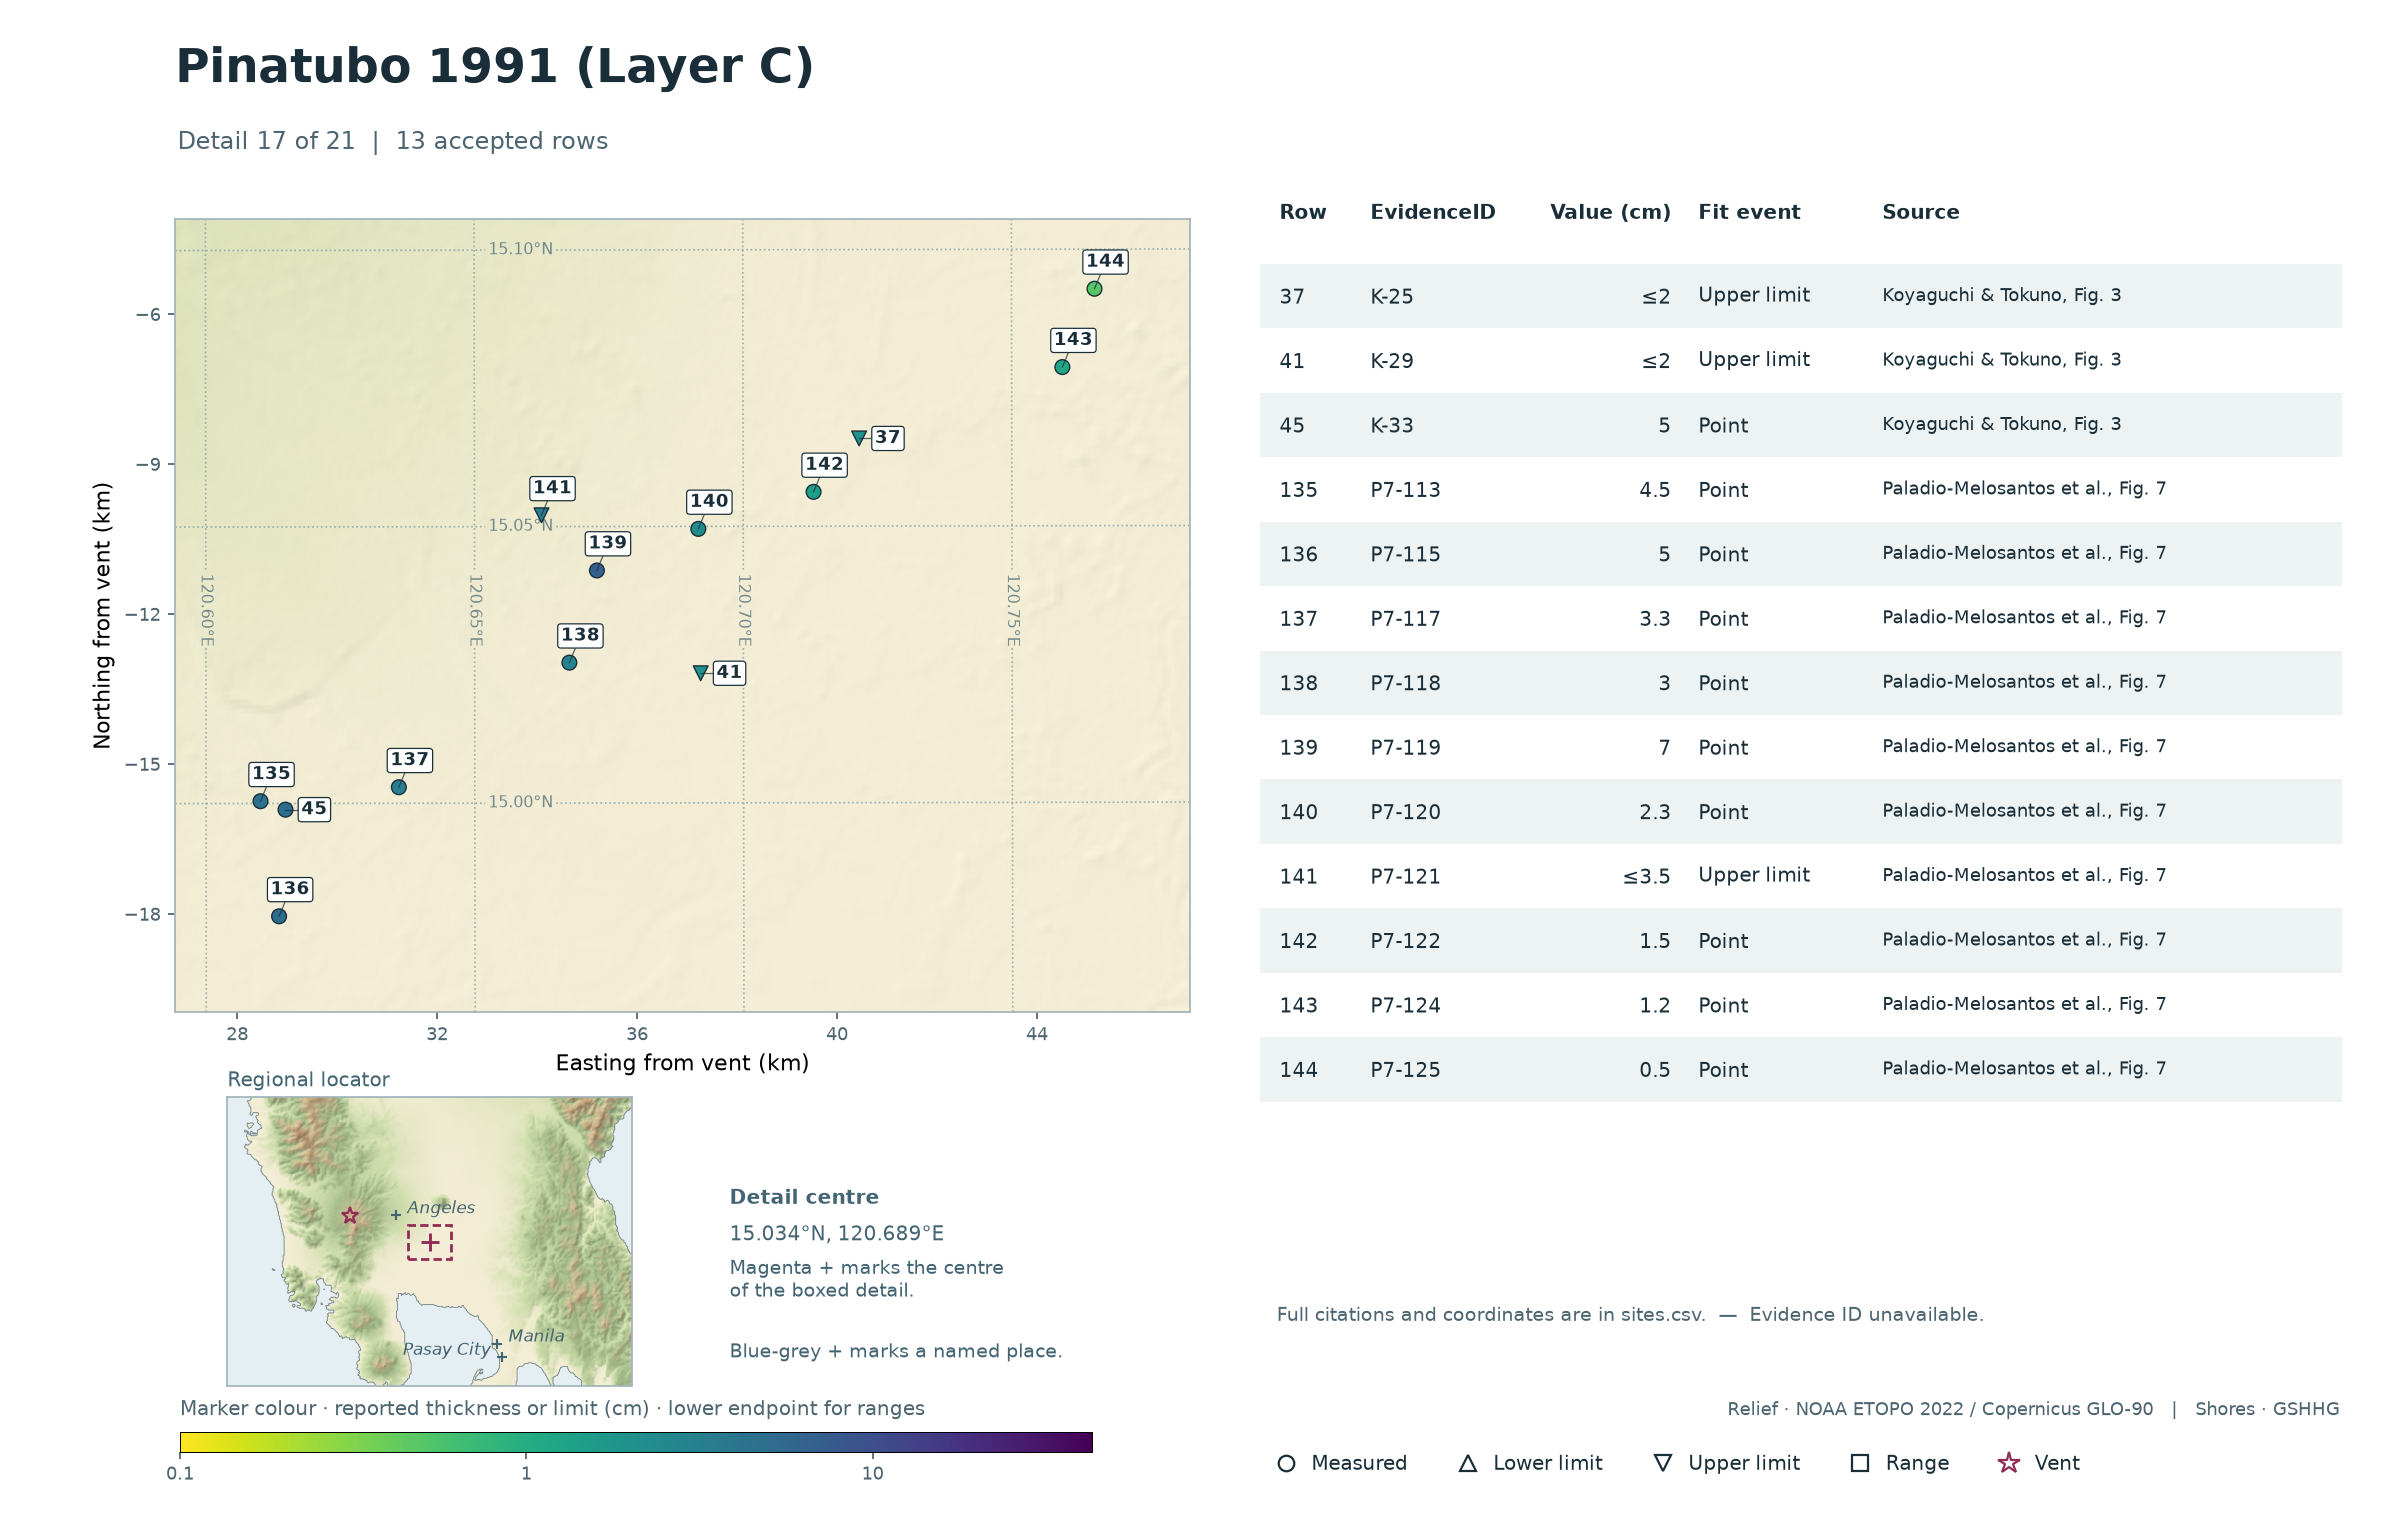 Pinatubo 1991 (Layer C)
Detail 17 of 21 | 13 accepted rows
15.10°N
15.05°N
15.00°N
120.60°E
120.65°E
120.70°E
120.75°E
144
143
37
142
141
140
139
138
41
137
135
45
136
−6
−9
−12
−15
−18
Northing from vent (km)
28 32 36 40 44
Easting from vent (km)
Row EvidenceID Value (cm) Fit event Source
37 K-25 ≤2 Upper limit Koyaguchi & Tokuno, Fig. 3
41 K-29 ≤2 Upper limit Koyaguchi & Tokuno, Fig. 3
45 K-33 5 Point Koyaguchi & Tokuno, Fig. 3
135 P7-113 4.5 Point Paladio-Melosantos et al., Fig. 7
136 P7-115 5 Point Paladio-Melosantos et al., Fig. 7
137 P7-117 3.3 Point Paladio-Melosantos et al., Fig. 7
138 P7-118 3 Point Paladio-Melosantos et al., Fig. 7
139 P7-119 7 Point Paladio-Melosantos et al., Fig. 7
140 P7-120 2.3 Point Paladio-Melosantos et al., Fig. 7
141 P7-121 ≤3.5 Upper limit Paladio-Melosantos et al., Fig. 7
142 P7-122 1.5 Point Paladio-Melosantos et al., Fig. 7
143 P7-124 1.2 Point Paladio-Melosantos et al., Fig. 7
144 P7-125 0.5 Point Paladio-Melosantos et al., Fig. 7
Regional locator
Angeles
Manila
Pasay City
Detail centre
15.034°N, 120.689°E
Magenta + marks the centre
of the boxed detail.
Blue-grey + marks a named place.
Full citations and coordinates are in sites.csv. — Evidence ID unavailable.
Marker colour · reported thickness or limit (cm) · lower endpoint for ranges
0.1 1 10
Relief · NOAA ETOPO 2022 / Copernicus GLO-90 | Shores · GSHHG
Measured Lower limit Upper limit Range Vent